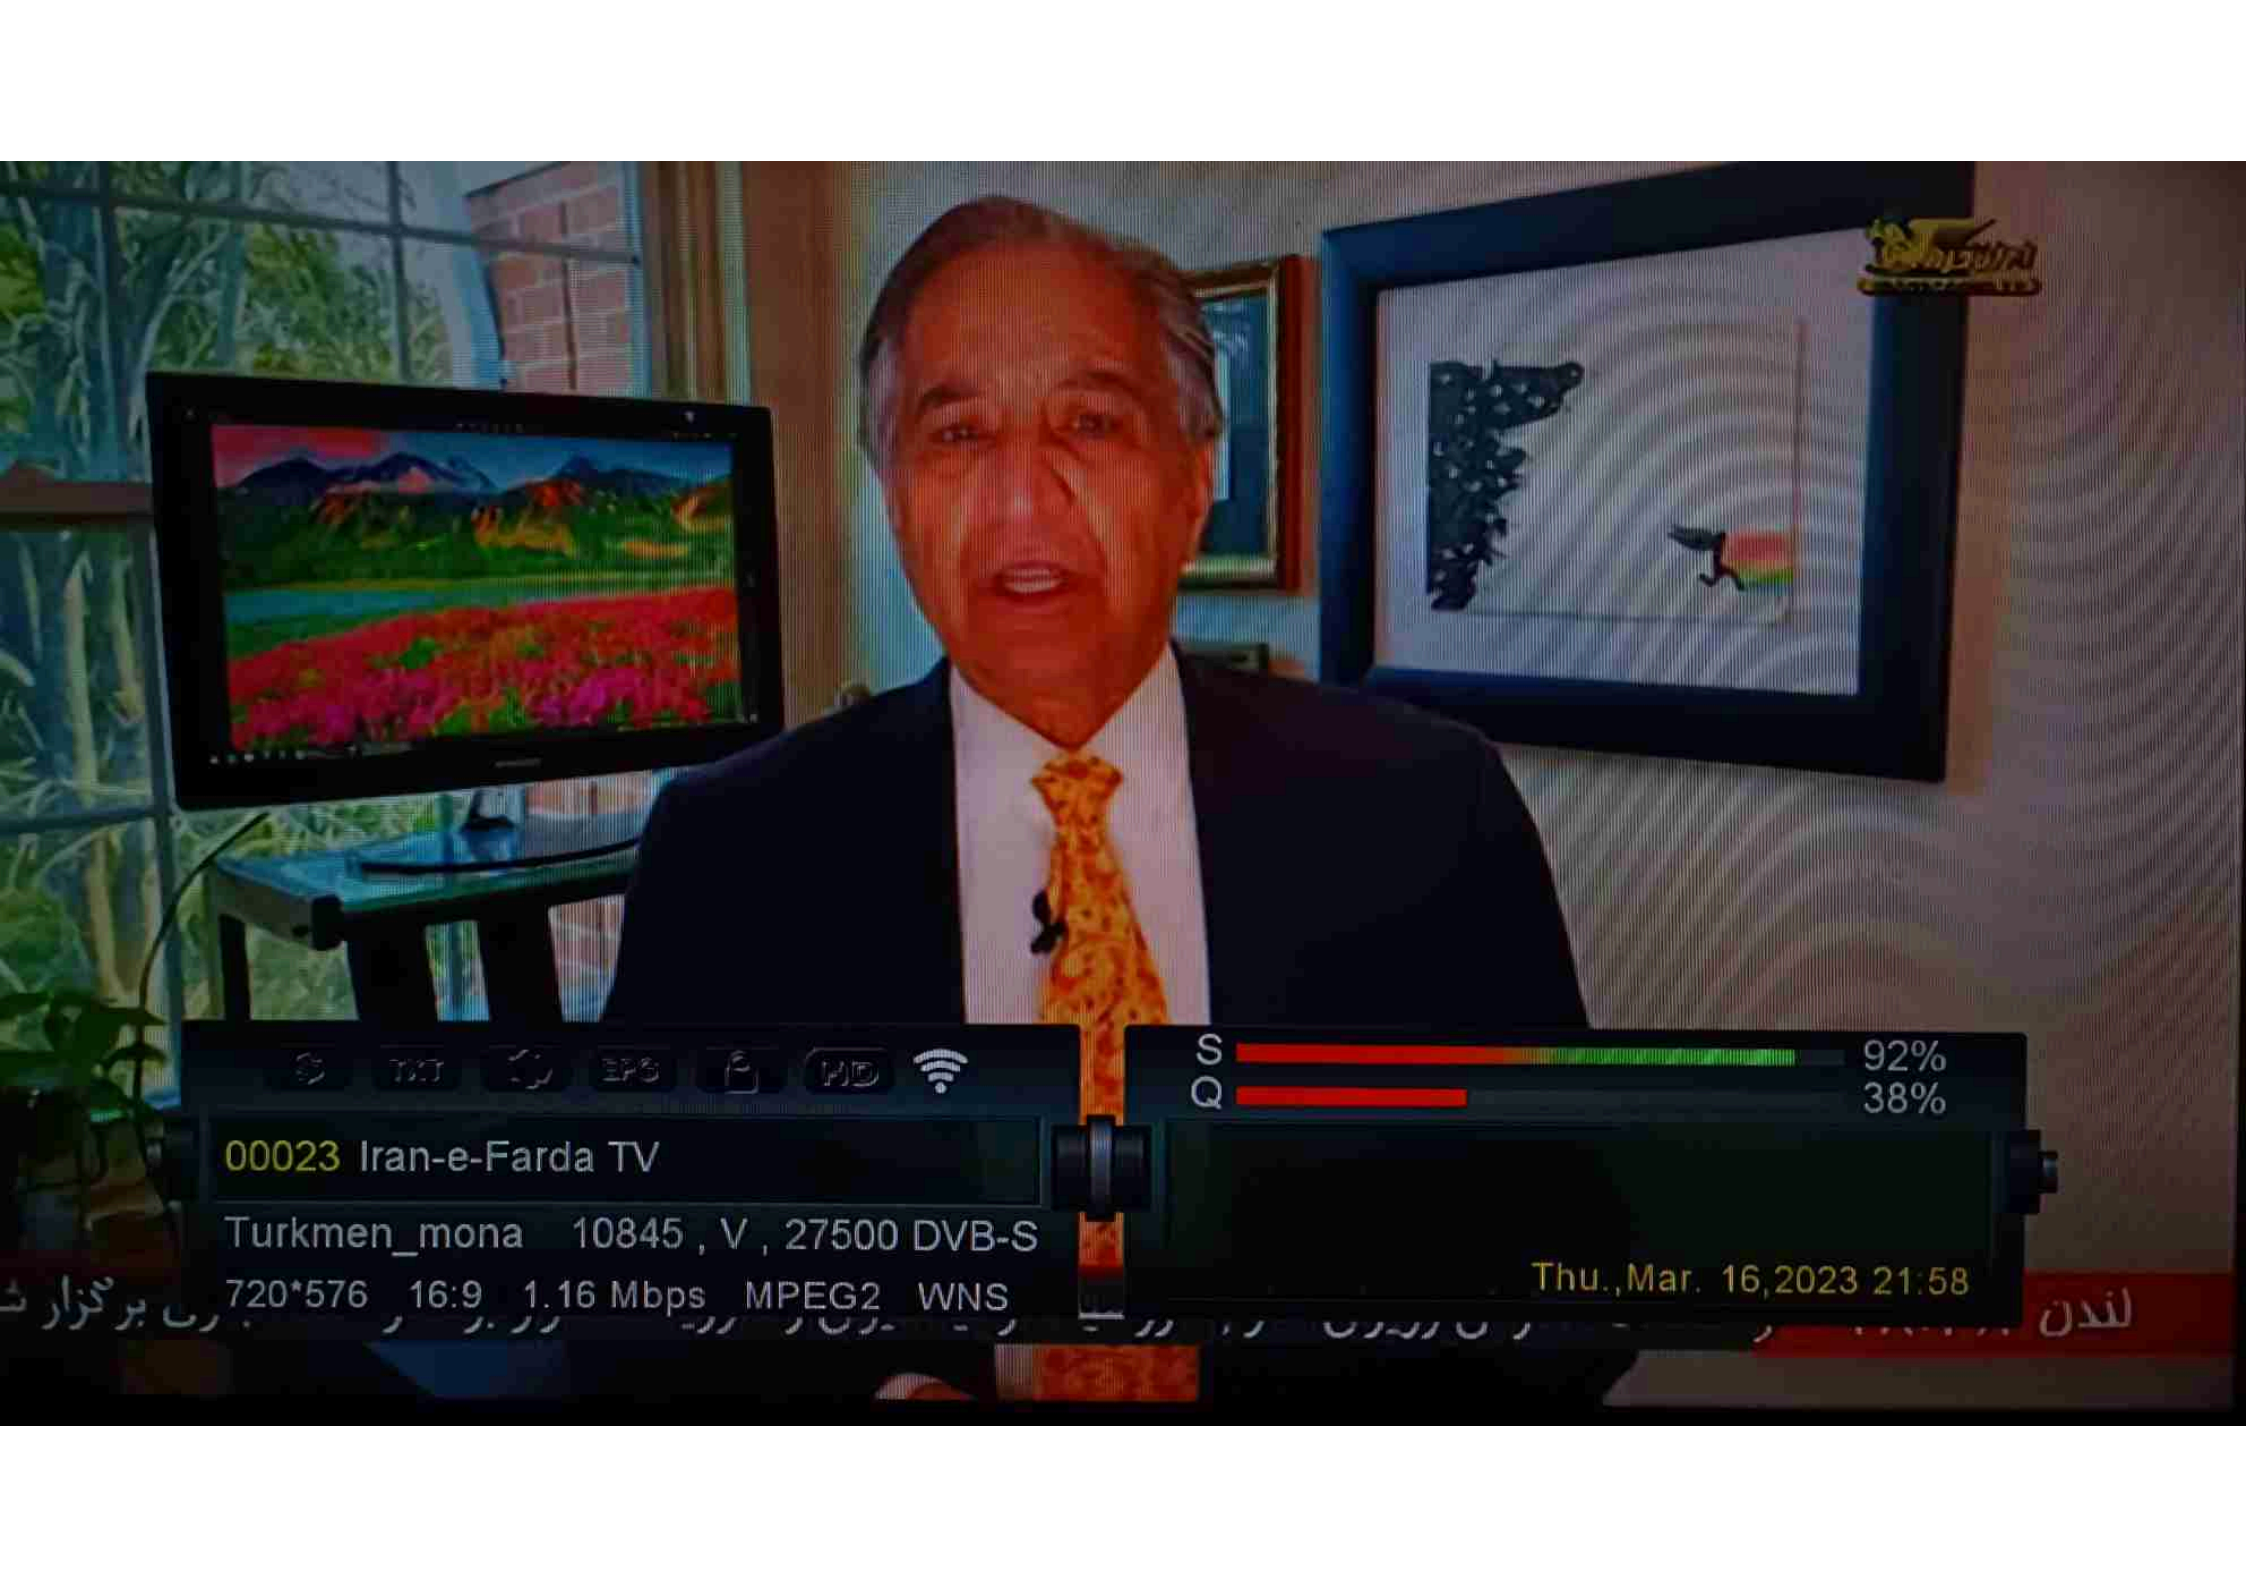 TXT EPG HD
S 92%
Q 38%
00023 Iran-e-Farda TV
Turkmen_mona 10845 , V , 27500 DVB-S
720*576 16:9 1.16 Mbps MPEG2 WNS
Thu.,Mar. 16,2023 21:58
لندن
برگزار